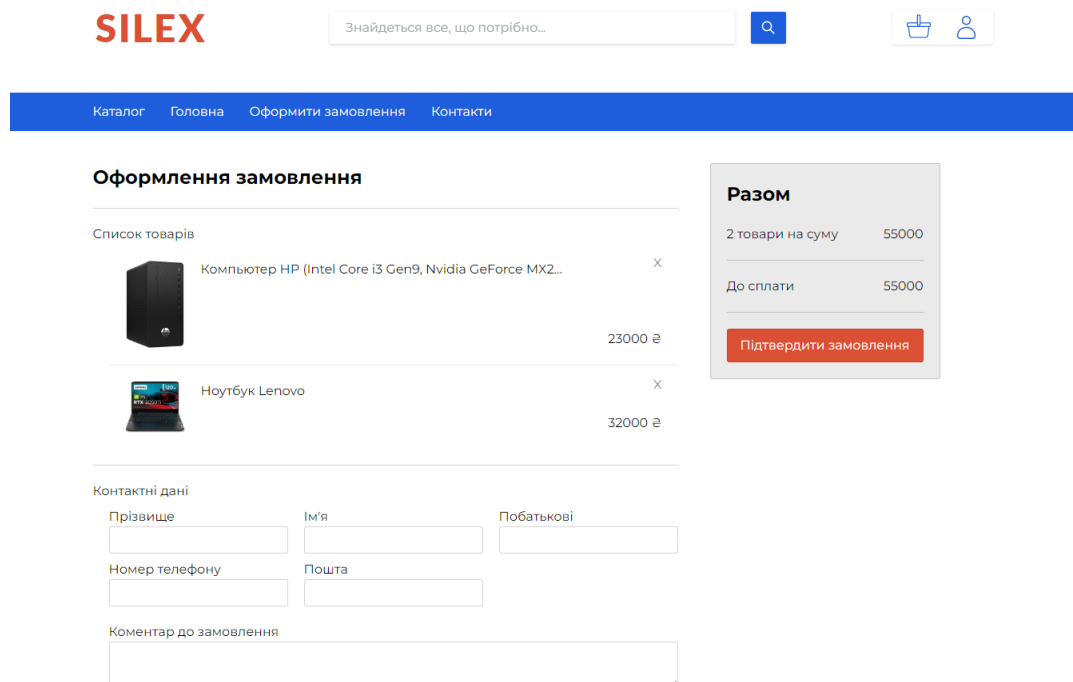 SILEX
Знайдеться все, що потрібно...
Каталог Головна Оформити замовлення Контакти
Оформлення замовлення
Список товарів
Компьютер HP (Intel Core i3 Gen9, Nvidia GeForce MX2...
X
23000 ₴
Ноутбук Lenovo
X
32000 ₴
Контактні дані
Прізвище Ім'я Побатькові
Номер телефону Пошта
Коментар до замовлення
Разом
2 товари на суму 55000
До сплати 55000
Підтвердити замовлення